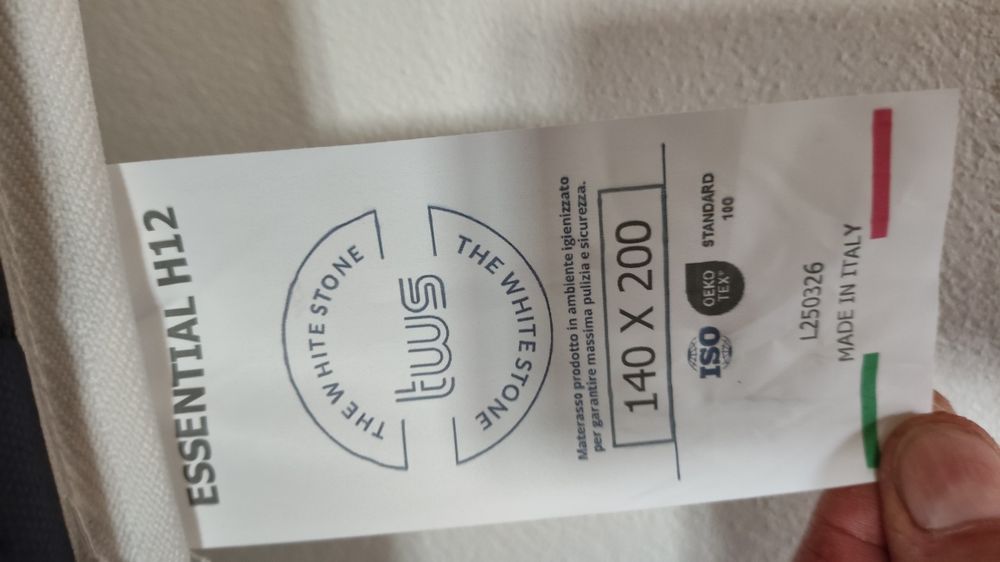 ESSENTIAL H12
THE WHITE STONE
tws
THE WHITE STONE
Materasso prodotto in ambiente igienizzato
per garantire massima pulizia e sicurezza.
140 X 200
ISO
OEKO
TEX®
STANDARD
100
L250326
MADE IN ITALY